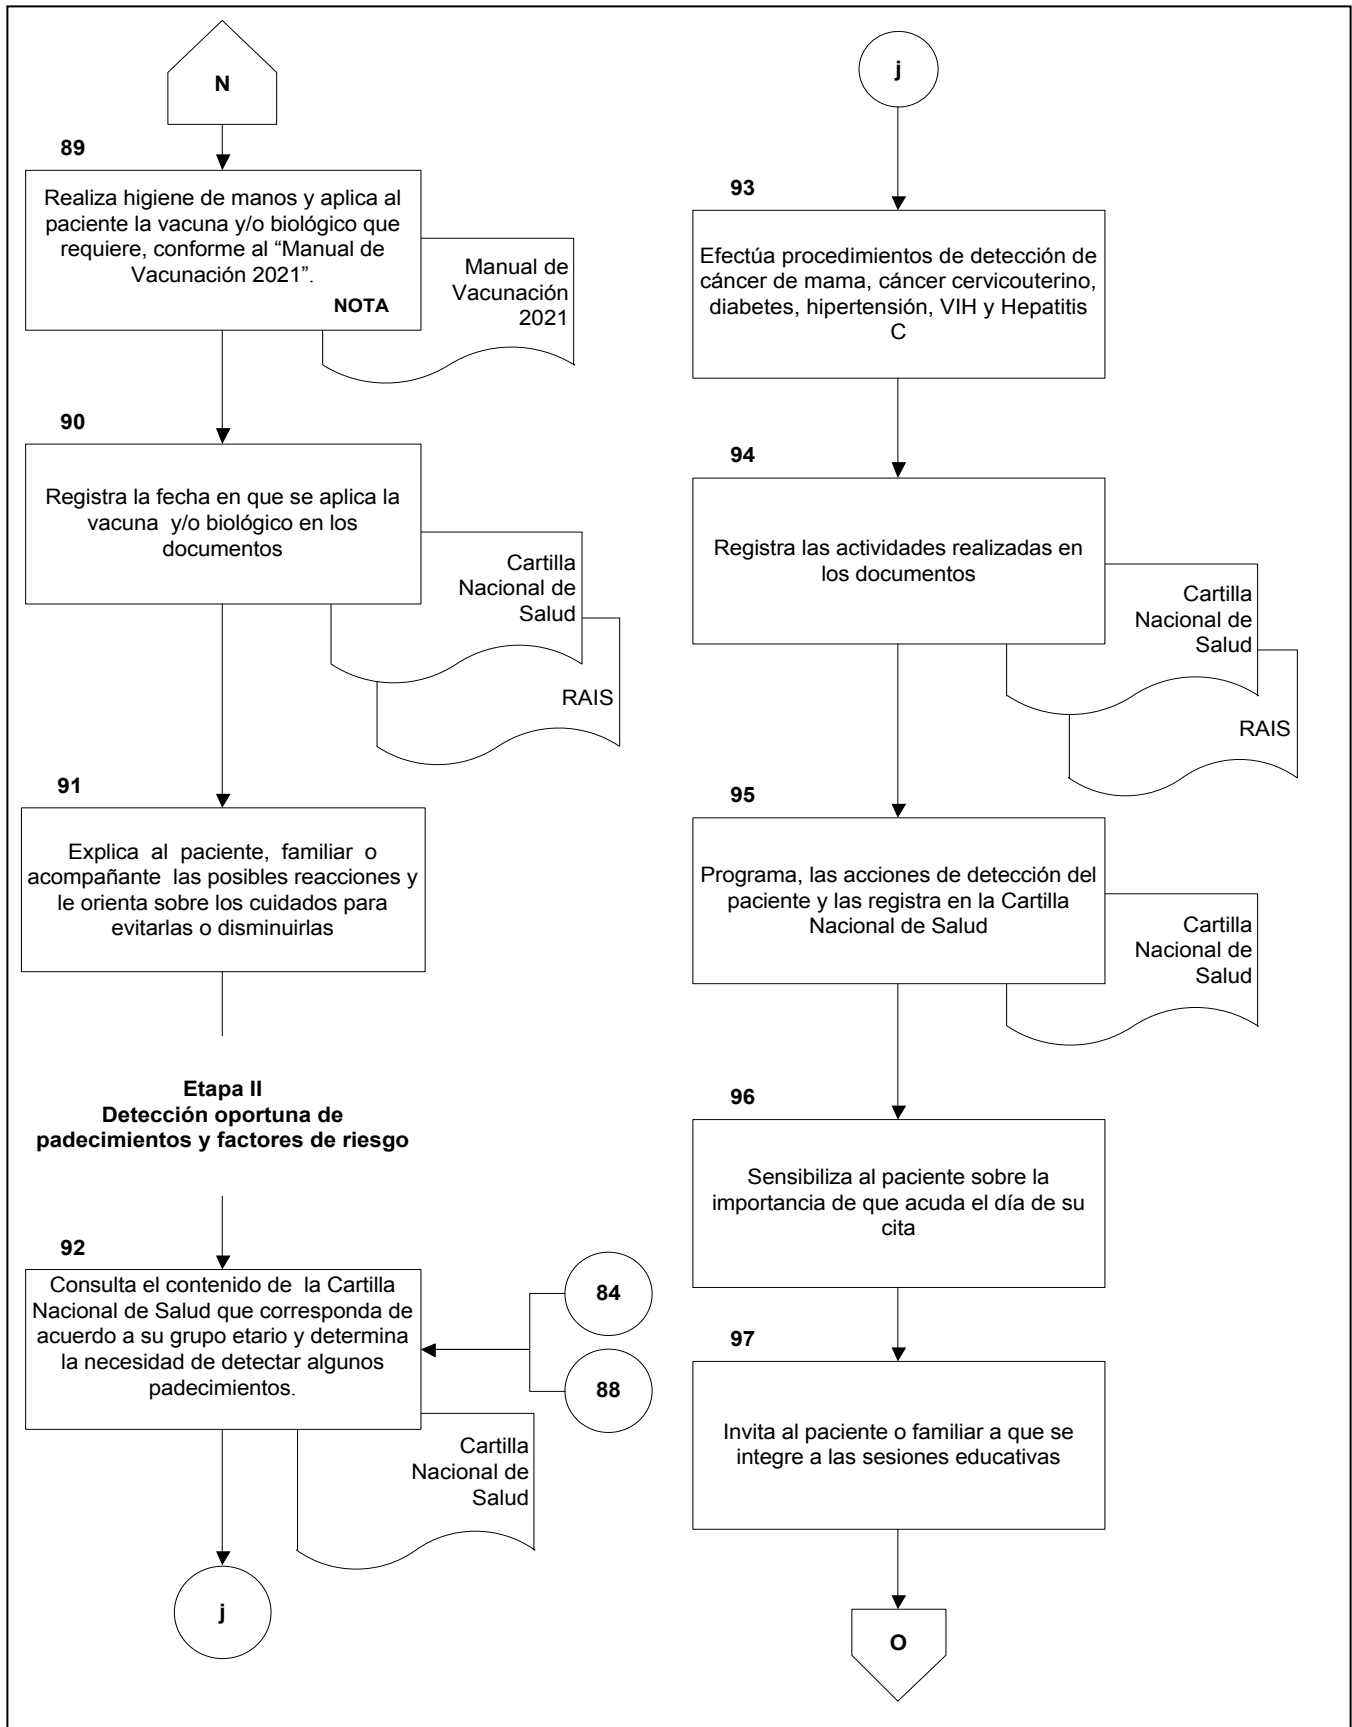 N
89
Realiza higiene de manos y aplica al
paciente la vacuna y/o biológico que
requiere, conforme al “Manual de
Vacunación 2021”.
NOTA
Manual de
Vacunación
2021
90
Registra la fecha en que se aplica la
vacuna y/o biológico en los
documentos
Cartilla
Nacional de
Salud
RAIS
91
Explica al paciente, familiar o
acompañante las posibles reacciones y
le orienta sobre los cuidados para
evitarlas o disminuirlas
Etapa II
Detección oportuna de
padecimientos y factores de riesgo
92
Consulta el contenido de la Cartilla
Nacional de Salud que corresponda de
acuerdo a su grupo etario y determina
la necesidad de detectar algunos
padecimientos.
84
88
Cartilla
Nacional de
Salud
j
j
93
Efectúa procedimientos de detección de
cáncer de mama, cáncer cervicouterino,
diabetes, hipertensión, VIH y Hepatitis
C
94
Registra las actividades realizadas en
los documentos
Cartilla
Nacional de
Salud
RAIS
95
Programa, las acciones de detección del
paciente y las registra en la Cartilla
Nacional de Salud
Cartilla
Nacional de
Salud
96
Sensibiliza al paciente sobre la
importancia de que acuda el día de su
cita
97
Invita al paciente o familiar a que se
integre a las sesiones educativas
O